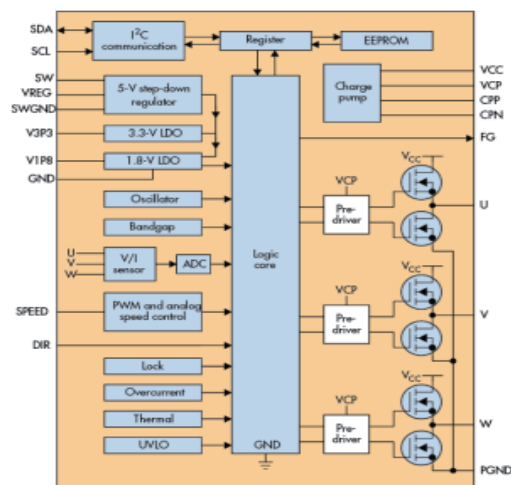 SDA
SCL
I²C
communication
Register
EEPROM
SW
VREG
SWGND
5-V step-down
regulator
V3P3
3.3-V LDO
V1P8
1.8-V LDO
GND
Oscillator
Bandgap
U
V
W
V/I
sensor
ADC
SPEED
PWM and analog
speed control
DIR
Lock
Overcurrent
Thermal
UVLO
Logic
core
GND
Charge
pump
VCC
VCP
CPP
CPN
FG
VCC
VCP
Pre-
driver
U
VCC
VCP
Pre-
driver
V
VCC
VCP
Pre-
driver
W
PGND